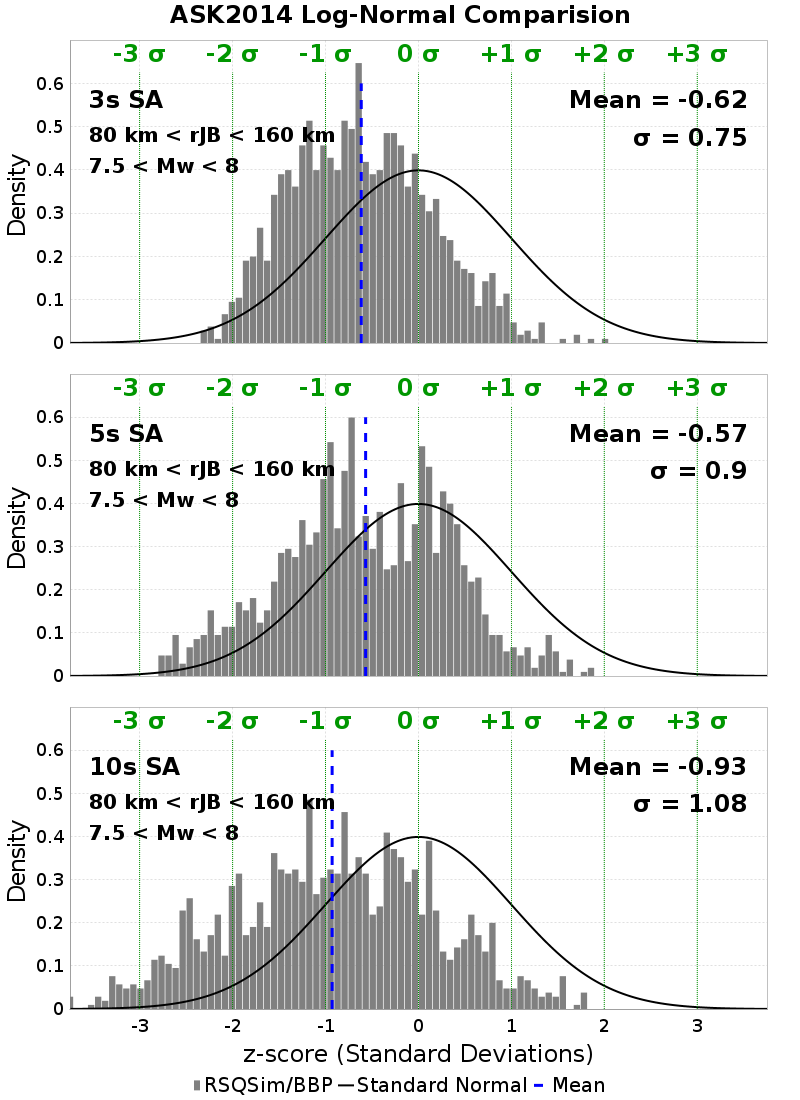 ASK2014 Log-Normal Comparision
-3 σ -2 σ -1 σ 0 σ +1 σ +2 σ +3 σ
3s SA
80 km < rJB < 160 km
7.5 < Mw < 8
Mean = -0.62
σ = 0.75
Density
0.6
0.5
0.4
0.3
0.2
0.1
0
-3 σ -2 σ -1 σ 0 σ +1 σ +2 σ +3 σ
5s SA
80 km < rJB < 160 km
7.5 < Mw < 8
Mean = -0.57
σ = 0.9
Density
0.6
0.5
0.4
0.3
0.2
0.1
0
-3 σ -2 σ -1 σ 0 σ +1 σ +2 σ +3 σ
10s SA
80 km < rJB < 160 km
7.5 < Mw < 8
Mean = -0.93
σ = 1.08
Density
0.6
0.5
0.4
0.3
0.2
0.1
0
-3 -2 -1 0 1 2 3
z-score (Standard Deviations)
RSQSim/BBP Standard Normal Mean